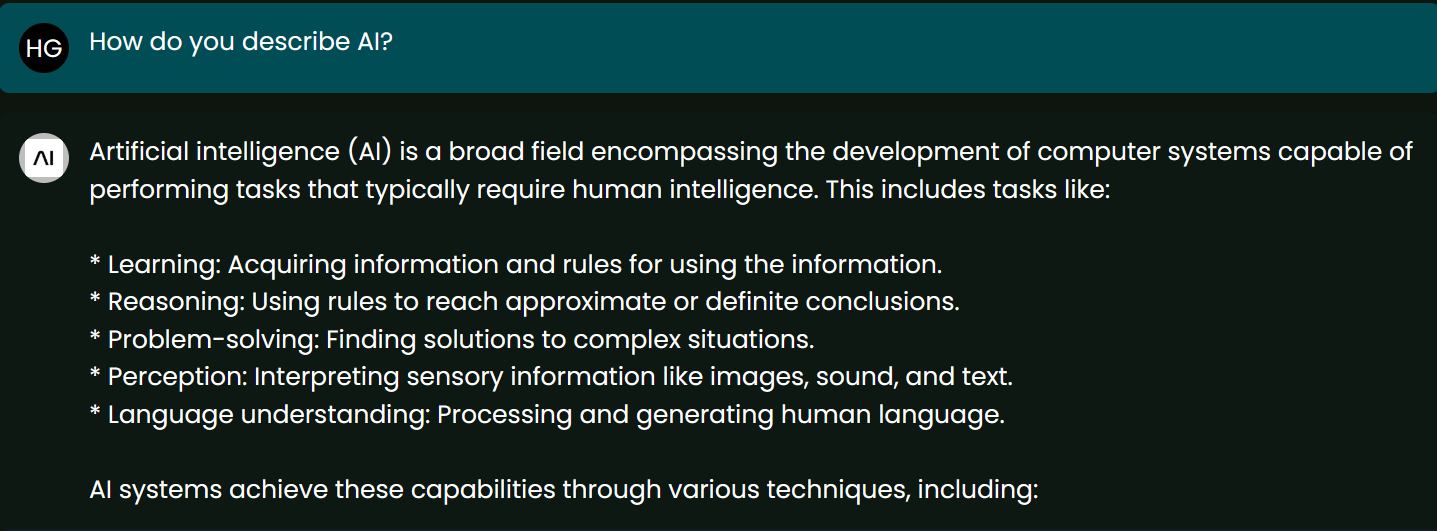 HG
How do you describe AI?
AI
Artificial intelligence (AI) is a broad field encompassing the development of computer systems capable of
performing tasks that typically require human intelligence. This includes tasks like:
* Learning: Acquiring information and rules for using the information.
* Reasoning: Using rules to reach approximate or definite conclusions.
* Problem-solving: Finding solutions to complex situations.
* Perception: Interpreting sensory information like images, sound, and text.
* Language understanding: Processing and generating human language.
AI systems achieve these capabilities through various techniques, including: